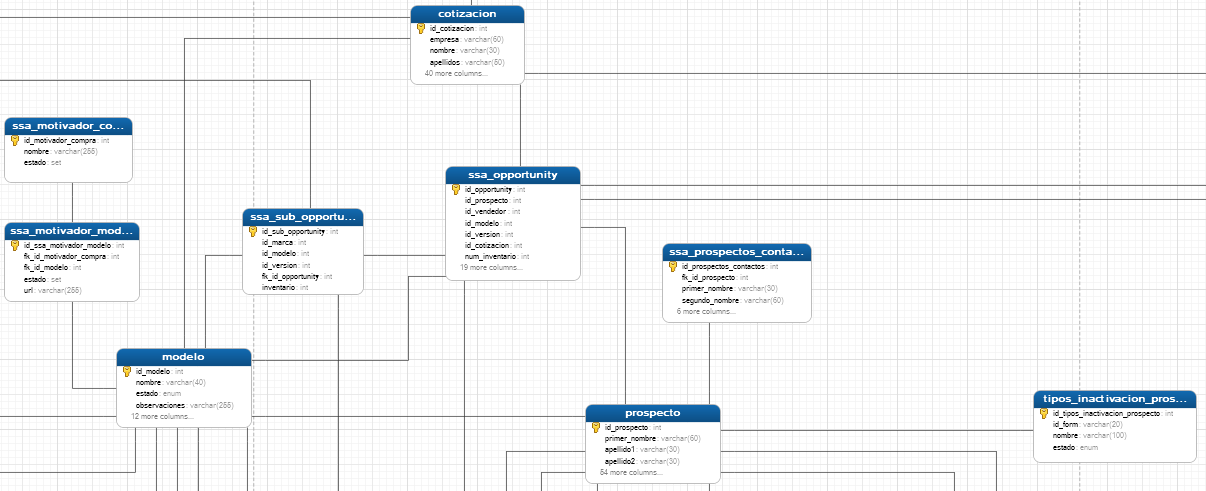 cotizacion
id_cotizacion : int
empresa : varchar(60)
nombre : varchar(30)
apellidos : varchar(50)
40 more columns...
ssa_motivador_co...
id_motivador_compra : int
nombre : varchar(255)
estado : set
ssa_opportunity
id_opportunity : int
id_prospecto : int
id_vendedor : int
id_modelo : int
id_version : int
id_cotizacion : int
num_inventario : int
19 more columns...
ssa_sub_opportu...
id_sub_opportunity : int
id_marca : int
id_modelo : int
id_version : int
fk_id_opportunity : int
inventario : int
ssa_motivador_mod...
id_ssa_motivador_modelo : int
fk_id_motivador_compra : int
fk_id_modelo : int
estado : set
url : varchar(255)
ssa_prospectos_conta...
id_prospectos_contactos : int
fk_id_prospecto : int
primer_nombre : varchar(30)
segundo_nombre : varchar(60)
6 more columns...
modelo
id_modelo : int
nombre : varchar(40)
estado : enum
observaciones : varchar(255)
12 more columns...
prospecto
id_prospecto : int
primer_nombre : varchar(60)
apellido1 : varchar(30)
apellido2 : varchar(30)
54 more columns...
tipos_inactivacion_pros...
id_tipos_inactivacion_prospecto : int
id_form : varchar(20)
nombre : varchar(100)
estado : enum